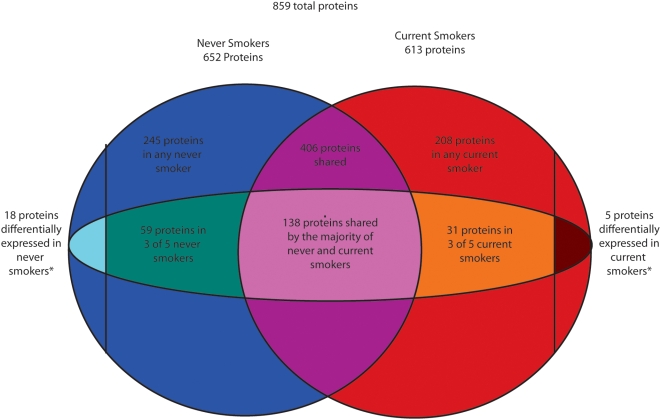 859 total proteins
Never Smokers
652 Proteins
Current Smokers
613 proteins
245 proteins
in any never
smoker
406 proteins
shared
208 proteins
in any current
smoker
18 proteins
differentially
expressed in
never
smokers*
59 proteins in
3 of 5 never
smokers
138 proteins shared
by the majority of
never and current
smokers
31 proteins in
3 of 5 current
smokers
5 proteins
differentially
expressed in
current
smokers*